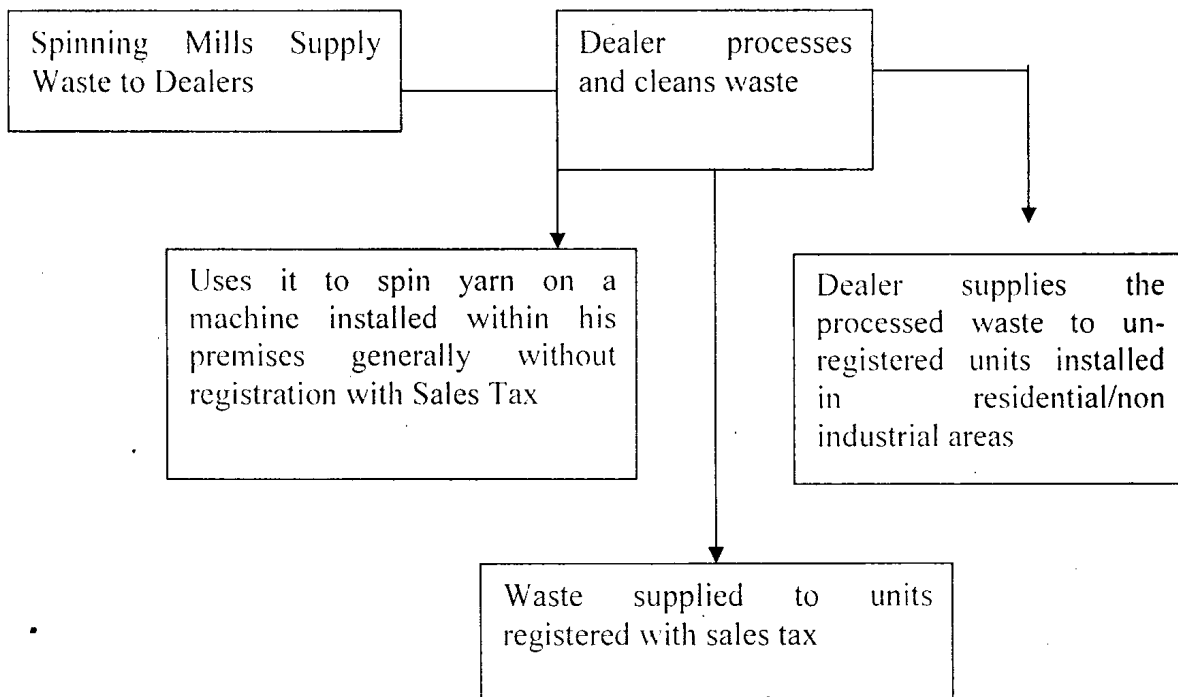 Spinning Mills Supply
Waste to Dealers
Dealer processes
and cleans waste
Uses it to spin yarn on a
machine installed within his
premises generally without
registration with Sales Tax
Dealer supplies the
processed waste to un-
registered units installed
in residential/non
industrial areas
Waste supplied to units
registered with sales tax